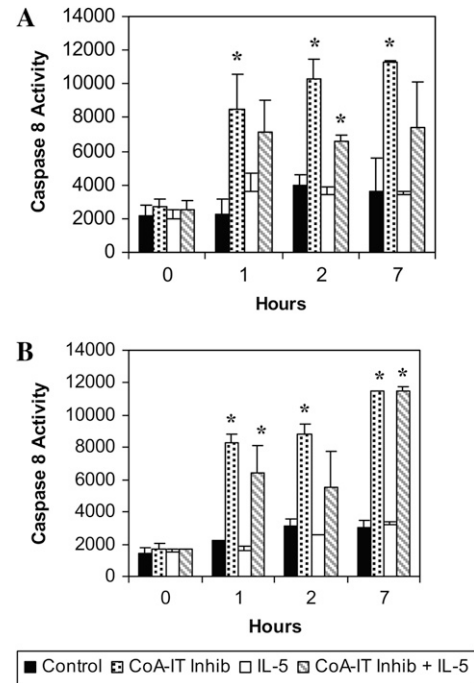 A
14000
12000
10000
8000
6000
4000
2000
0
Caspase 8 Activity
* * * *
0 1 2 7
Hours
B
14000
12000
10000
8000
6000
4000
2000
0
Caspase 8 Activity
* * * * *
0 1 2 7
Hours
Control CoA-IT Inhib IL-5 CoA-IT Inhib + IL-5